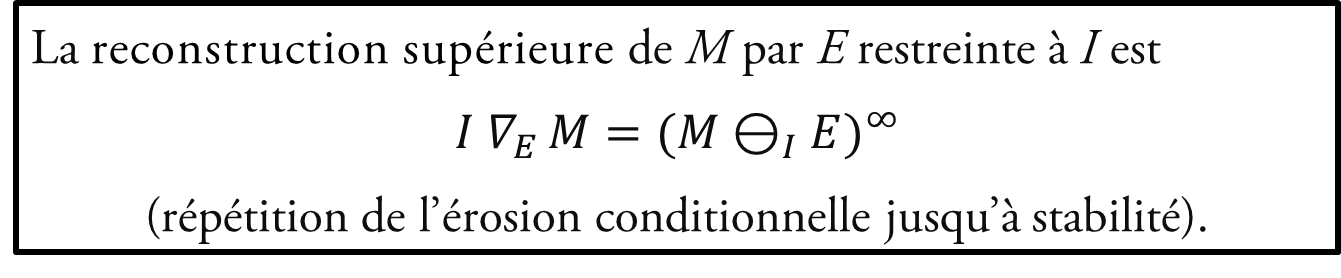 La reconstruction supérieure de M par E restreinte à I est
I ∇_E M = (M ⊖_I E)^∞
(répétition de l’érosion conditionnelle jusqu’à stabilité).